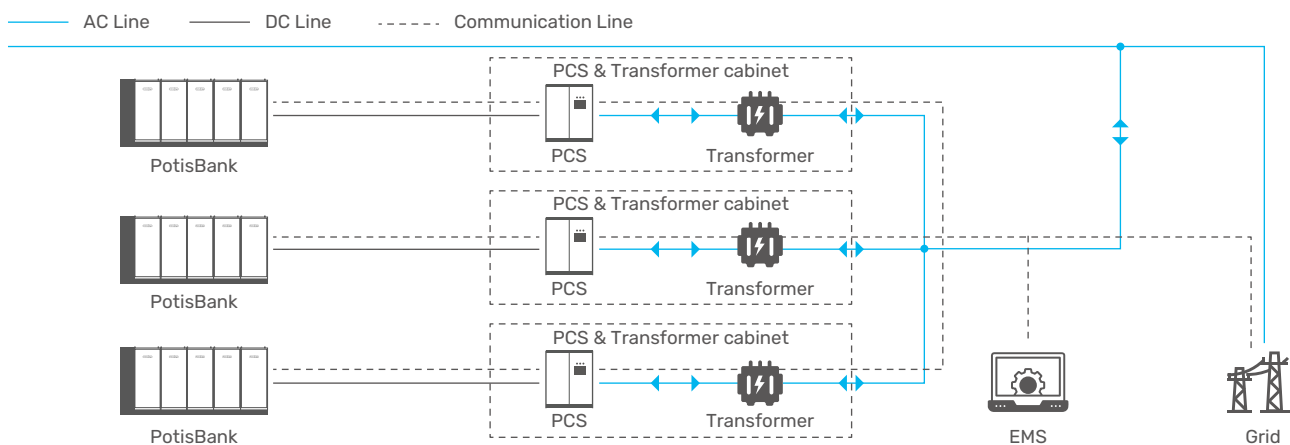 AC Line DC Line Communication Line
PCS & Transformer cabinet
PotisBank
PCS
Transformer
PCS & Transformer cabinet
PotisBank
PCS
Transformer
PCS & Transformer cabinet
PotisBank
PCS
Transformer
EMS
Grid